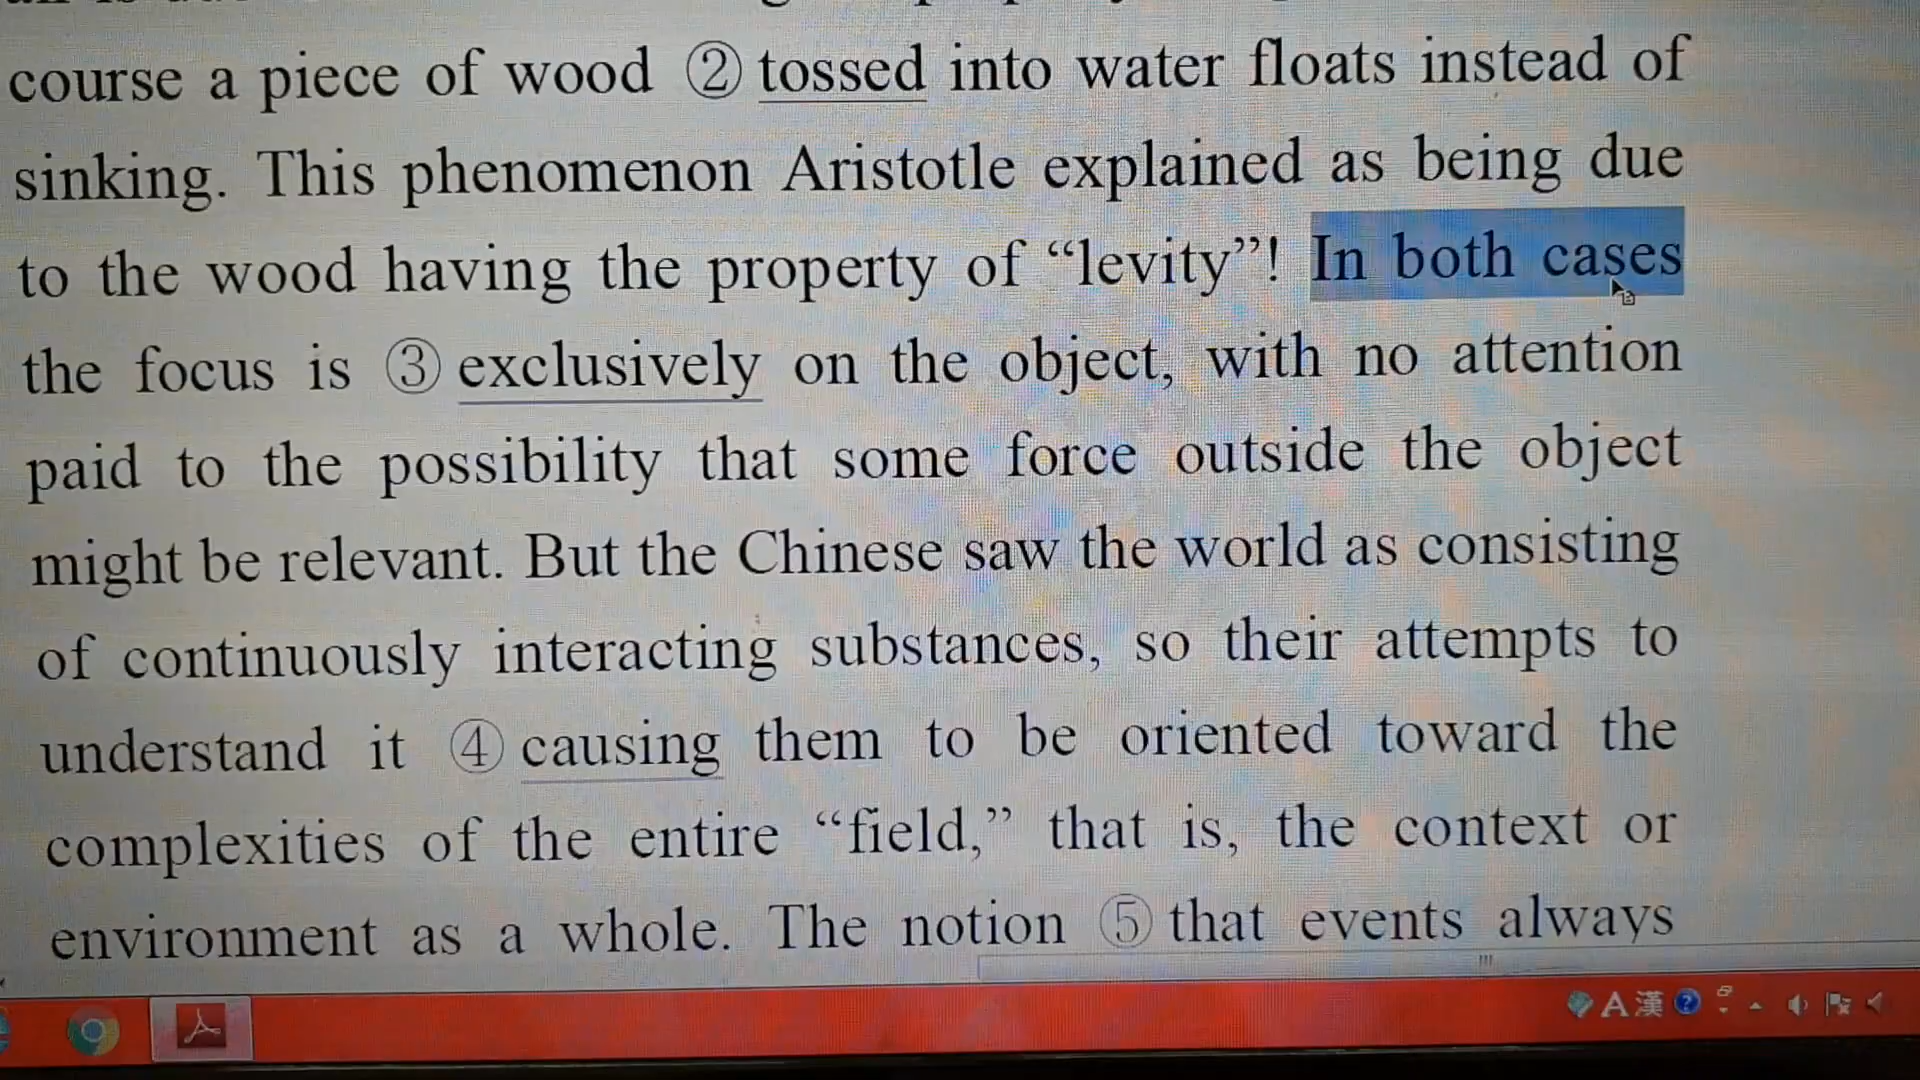 course a piece of wood ② tossed into water floats instead of
sinking. This phenomenon Aristotle explained as being due
to the wood having the property of “levity”! In both cases
the focus is ③ exclusively on the object, with no attention
paid to the possibility that some force outside the object
might be relevant. But the Chinese saw the world as consisting
of continuously interacting substances, so their attempts to
understand it ④ causing them to be oriented toward the
complexities of the entire “field,” that is, the context or
environment as a whole. The notion ⑤ that events always
A漢